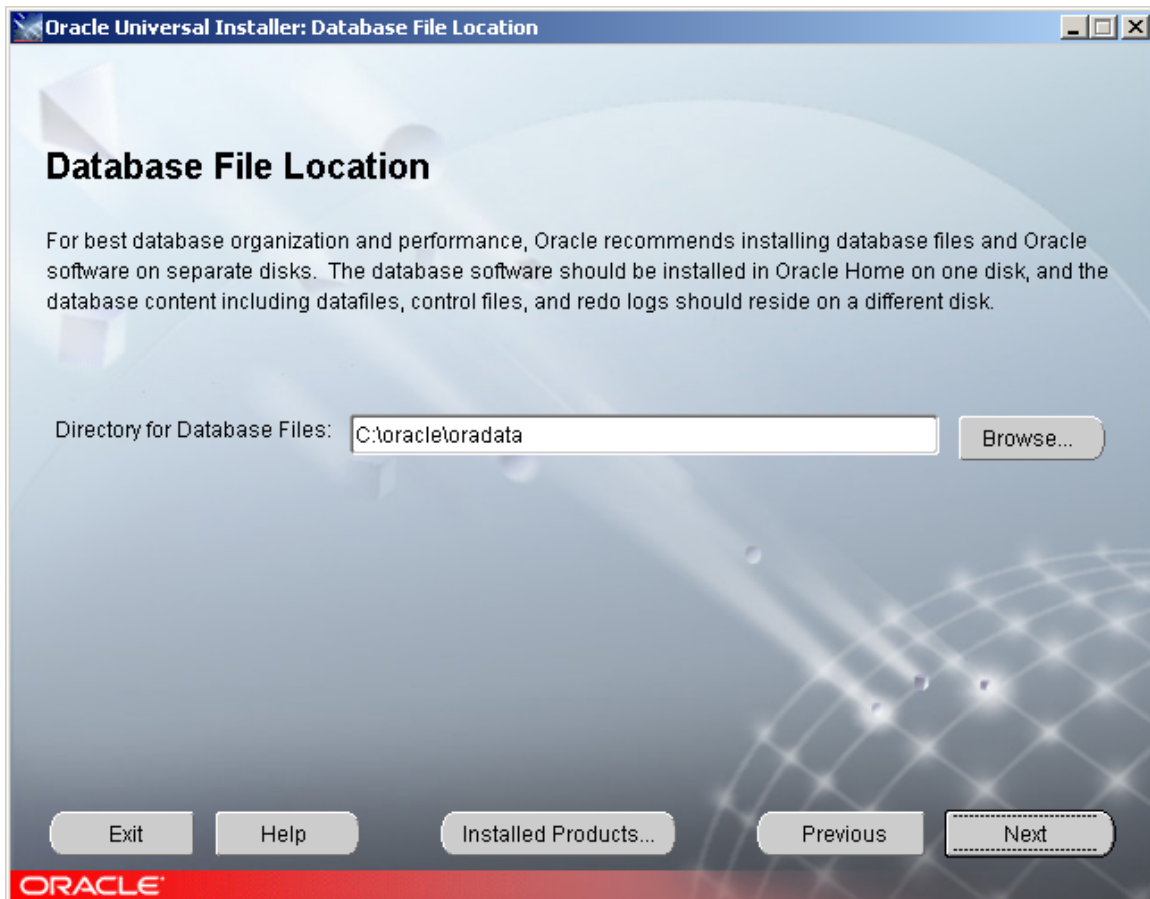 Oracle Universal Installer: Database File Location
Database File Location
For best database organization and performance, Oracle recommends installing database files and Oracle
software on separate disks. The database software should be installed in Oracle Home on one disk, and the
database content including datafiles, control files, and redo logs should reside on a different disk.
Directory for Database Files: C:\oracle\oradata Browse...
Exit Help Installed Products... Previous Next
ORACLE